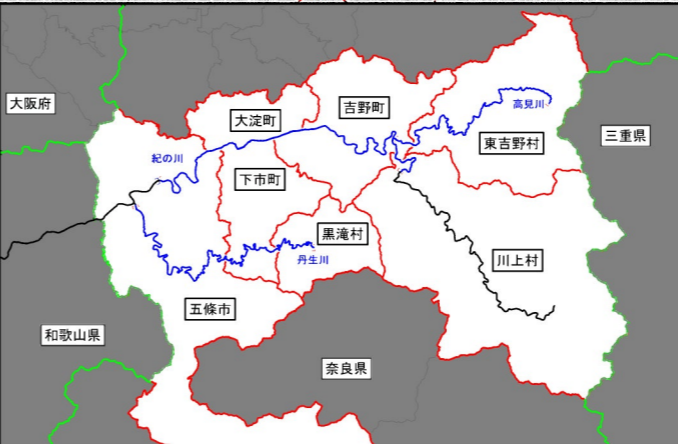 大阪府
大淀町
吉野町
高見川
東吉野村
三重県
紀の川
下市町
黒滝村
丹生川
川上村
五條市
和歌山県
奈良県